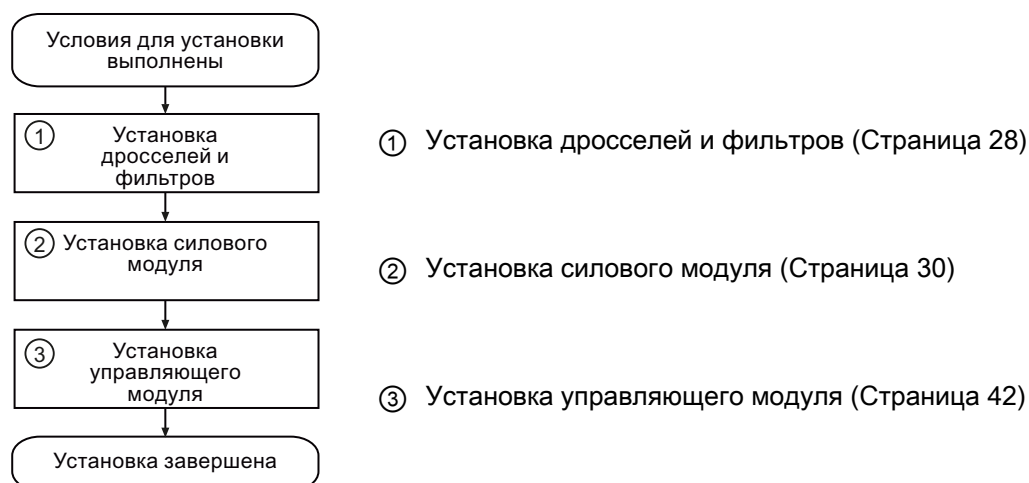 Условия для установки
выполнены
① Установка
дросселей и
фильтров
① Установка дросселей и фильтров (Страница 28)
② Установка силового
модуля
② Установка силового модуля (Страница 30)
③ Установка
управляющего
модуля
③ Установка управляющего модуля (Страница 42)
Установка завершена